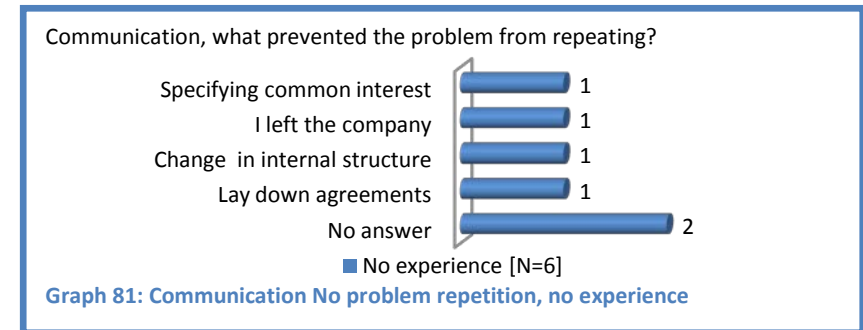 Communication, what prevented the problem from repeating?
Specifying common interest 1
I left the company 1
Change in internal structure 1
Lay down agreements 1
No answer 2
No experience [N=6]
Graph 81: Communication No problem repetition, no experience